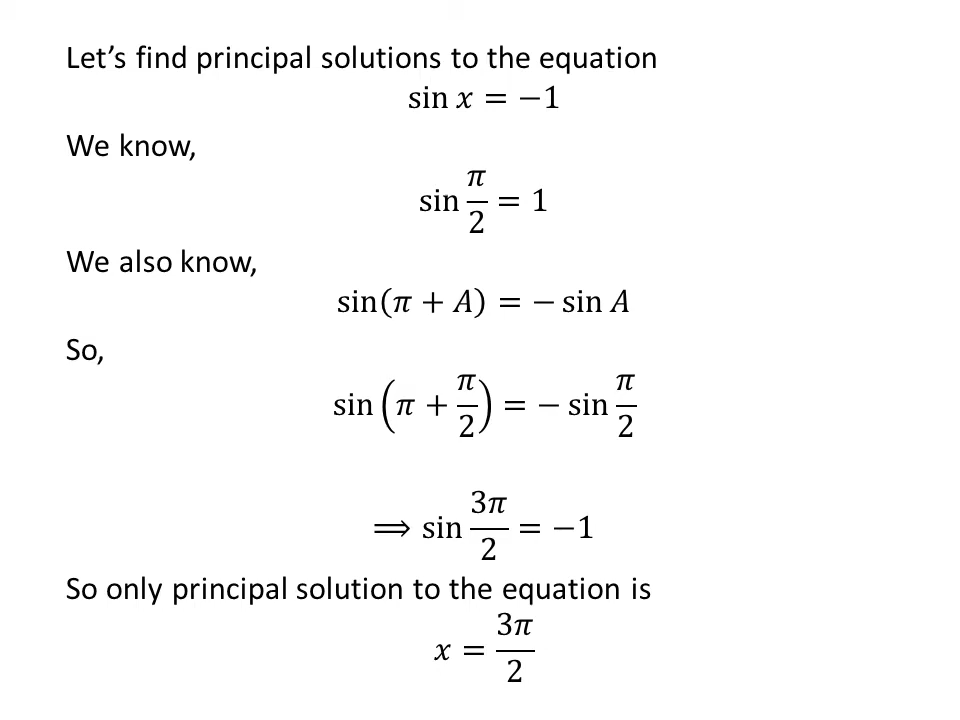 Let’s find principal solutions to the equation
sin 𝑥 = −1
We know,
sin 𝜋/2 = 1
We also know,
sin(𝜋 + 𝐴) = − sin 𝐴
So,
sin (𝜋 + 𝜋/2) = − sin 𝜋/2
⟹ sin 3𝜋/2 = −1
So only principal solution to the equation is
𝑥 = 3𝜋/2